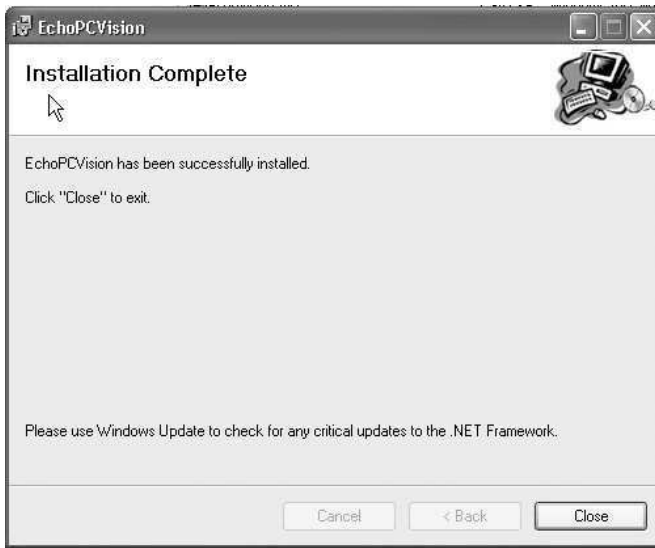 EchoPCVision
Installation Complete
EchoPCVision has been successfully installed.
Click "Close" to exit.
Please use Windows Update to check for any critical updates to the .NET Framework.
Cancel
< Back
Close